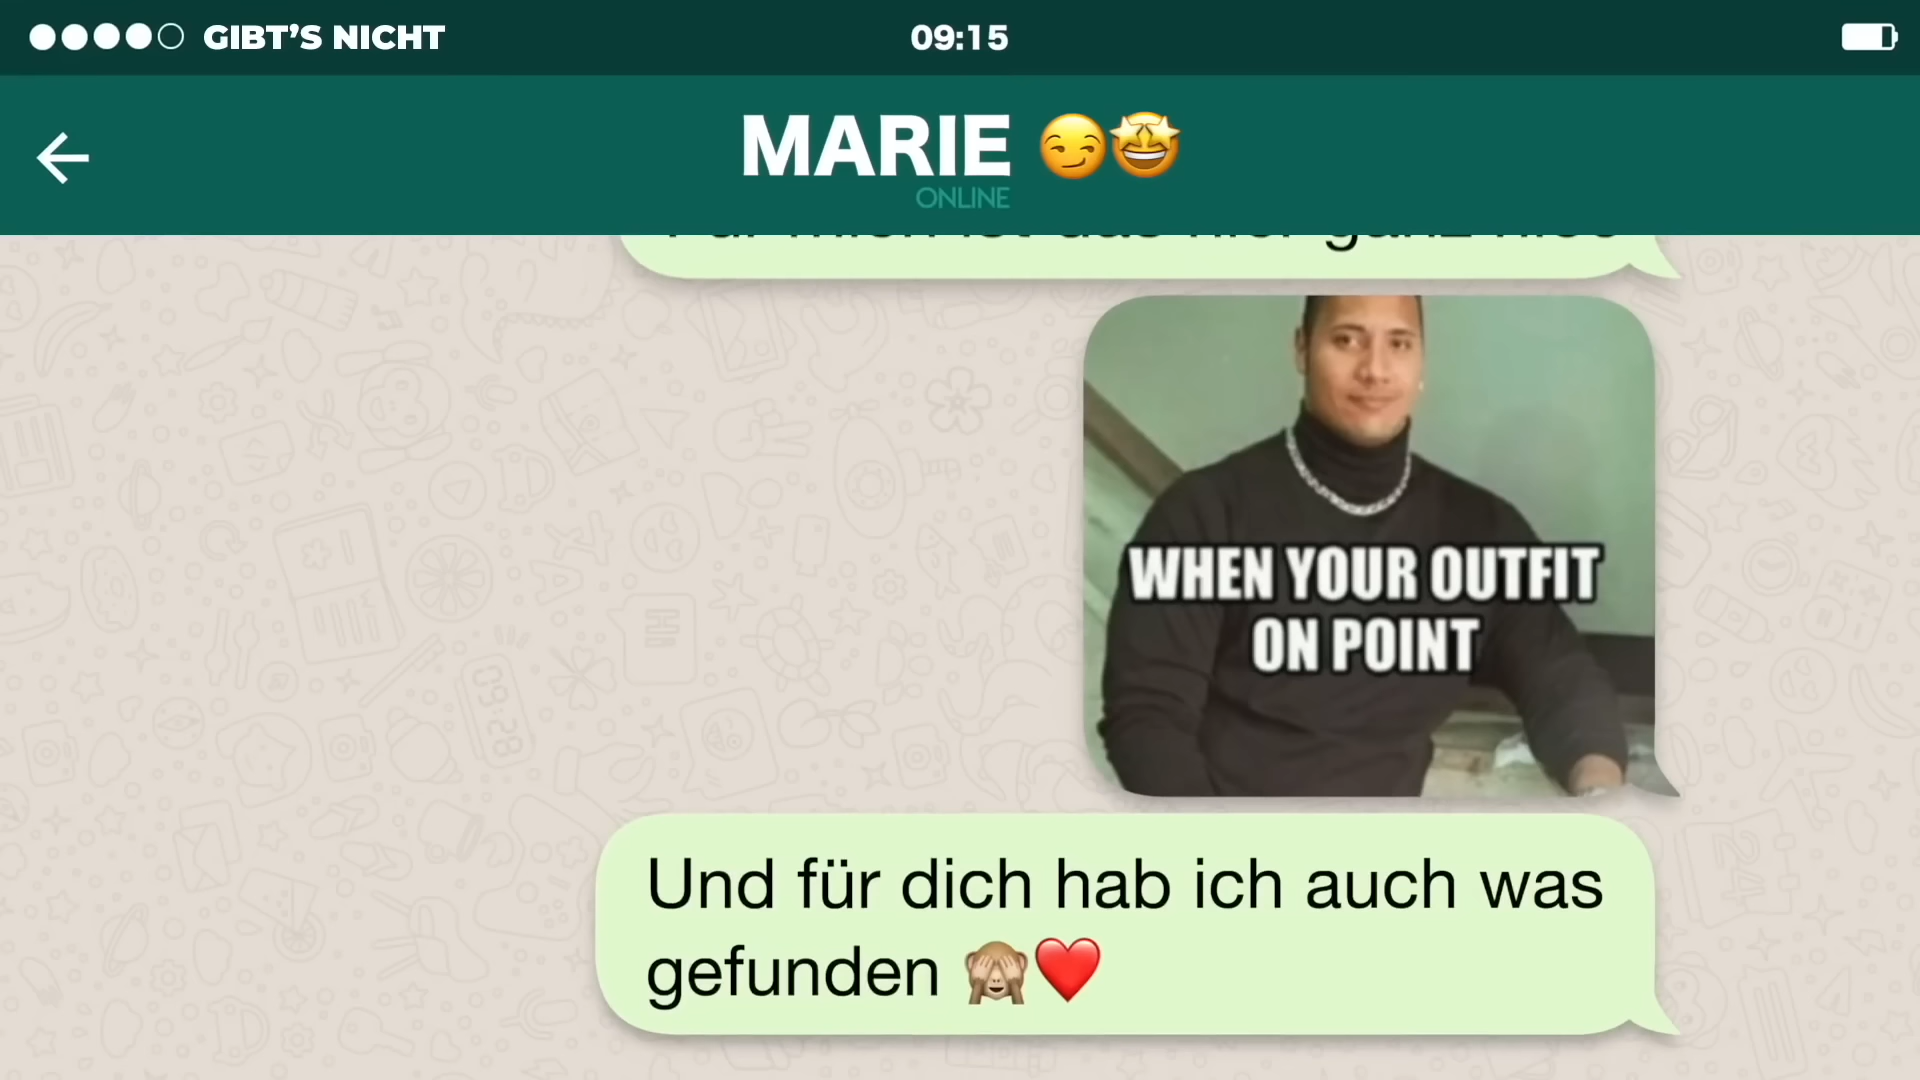 GIBT'S NICHT
09:15
MARIE 😏🤩
ONLINE
WHEN YOUR OUTFIT
ON POINT
Und für dich hab ich auch was
gefunden 🙈❤️